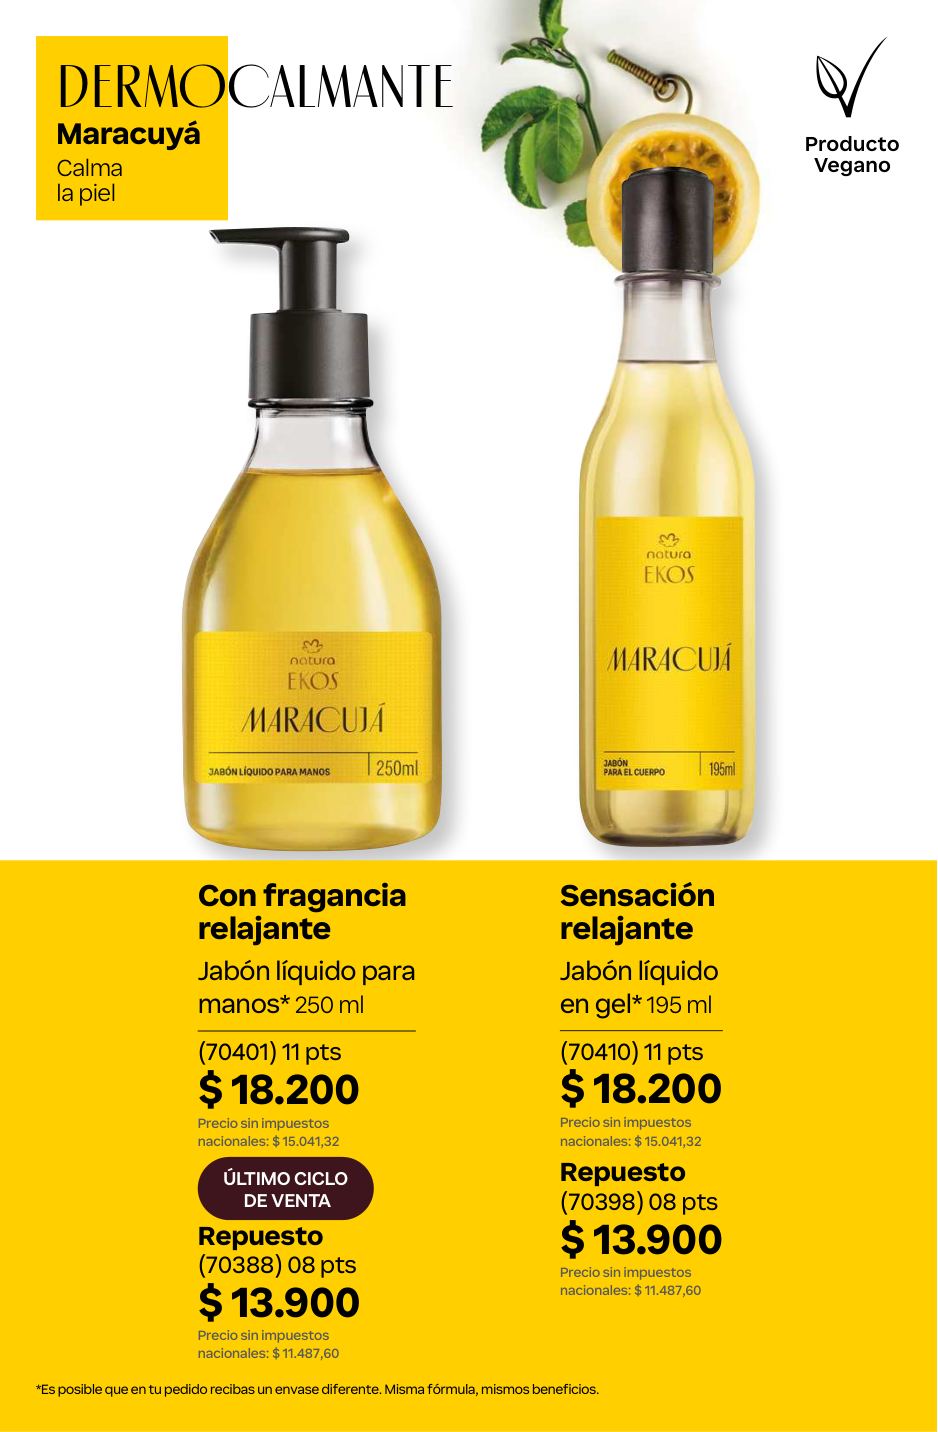 DERMOCALMANTE
Maracuyá
Calma
la piel
Producto
Vegano
natura
EKOS
MARACUJÁ
JABÓN LÍQUIDO PARA MANOS
250ml
natura
EKOS
MARACUJÁ
JABÓN
PARA EL CUERPO
195ml
Con fragancia
relajante
Jabón líquido para
manos* 250 ml
(70401) 11 pts
$ 18.200
Precio sin impuestos
nacionales: $ 15.041,32
ÚLTIMO CICLO
DE VENTA
Repuesto
(70388) 08 pts
$ 13.900
Precio sin impuestos
nacionales: $ 11.487,60
Sensación
relajante
Jabón líquido
en gel* 195 ml
(70410) 11 pts
$ 18.200
Precio sin impuestos
nacionales: $ 15.041,32
Repuesto
(70398) 08 pts
$ 13.900
Precio sin impuestos
nacionales: $ 11.487,60
*Es posible que en tu pedido recibas un envase diferente. Misma fórmula, mismos beneficios.